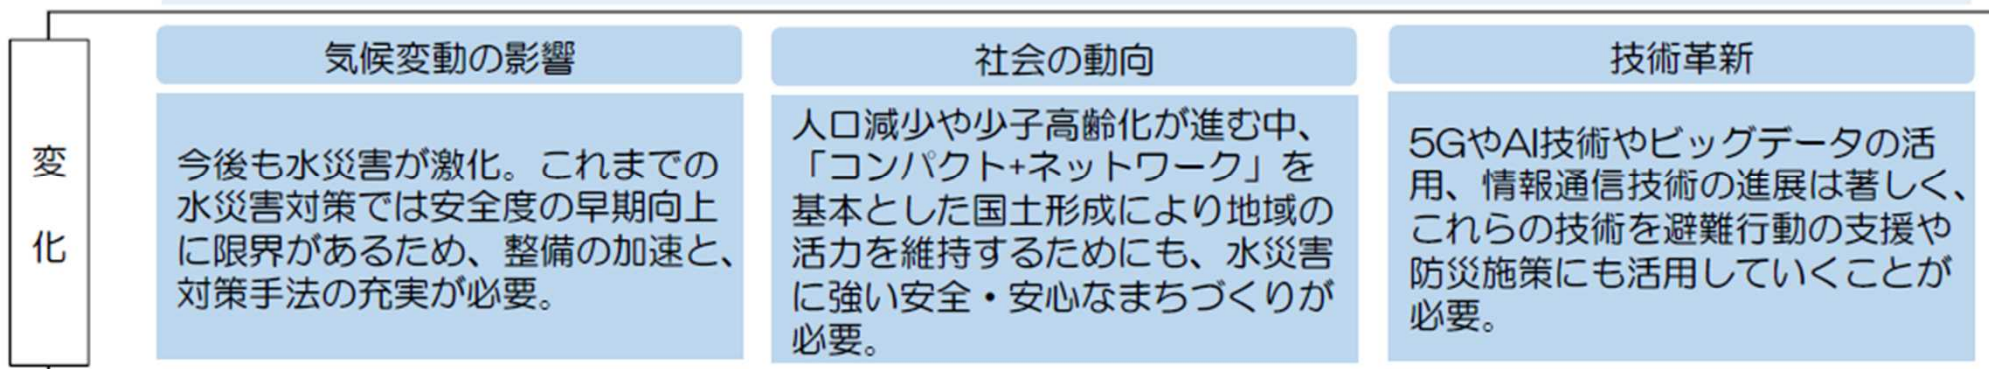 変
化
気候変動の影響
今後も水災害が激化。これまでの
水災害対策では安全度の早期向上
に限界があるため、整備の加速と、
対策手法の充実が必要。
社会の動向
人口減少や少子高齢化が進む中、
「コンパクト+ネットワーク」を
基本とした国土形成により地域の
活力を維持するためにも、水災害
に強い安全・安心なまちづくりが
必要。
技術革新
5GやAI技術やビッグデータの活
用、情報通信技術の進展は著しく、
これらの技術を避難行動の支援や
防災施策にも活用していくことが
必要。